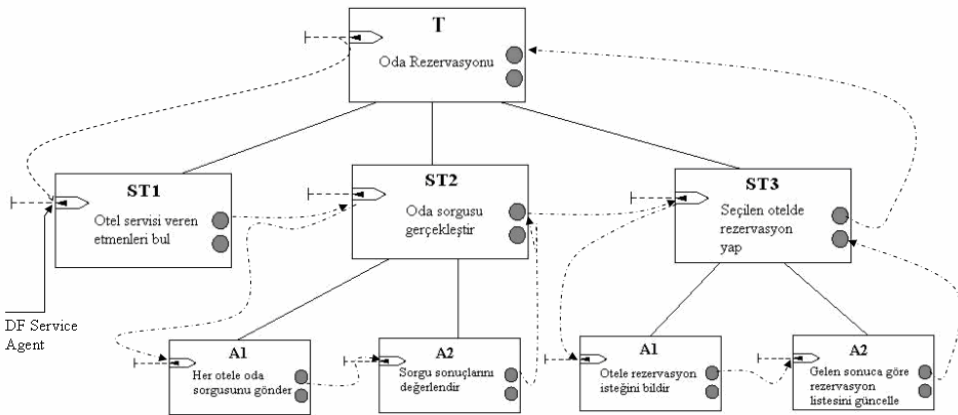 T
Oda Rezervasyonu
ST1
Otel servisi veren
etmenleri bul
ST2
Oda sorgusu
gerçekleştir
ST3
Seçilen otelde
rezervasyon
yap
DF Service
Agent
A1
Her otele oda
sorgusunu gönder
A2
Sorgu sonuçlarını
değerlendir
A1
Otele rezervasyon
isteğini bildir
A2
Gelen sonuca göre
rezervasyon
listesini güncelle